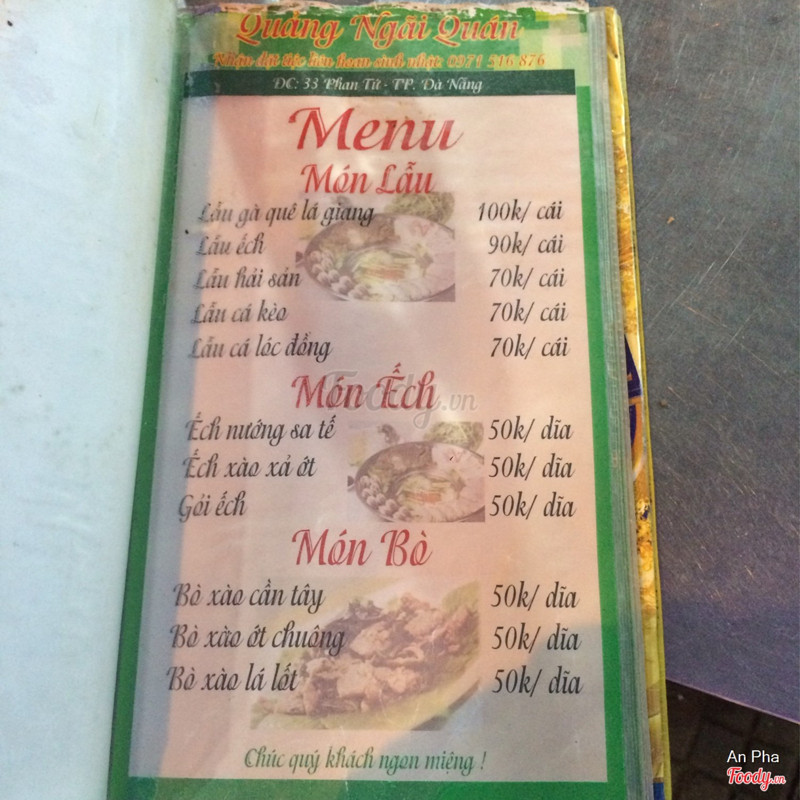 Quảng Ngãi Quán
Nhận đặt tiệc liên hoan sinh nhật: 0971 216 876
ĐC: 33 Phan Tứ - TP. Đà Nẵng
Menu
Món Lẩu
Lẩu gà quê lá giang 100k/ cái
Lẩu ếch 90k/ cái
Lẩu hải sản 70k/ cái
Lẩu cá kèo 70k/ cái
Lẩu cá lóc đồng 70k/ cái
Món Ếch
Ếch nướng sa tế 50k/ dĩa
Ếch xào xả ớt 50k/ dĩa
Gỏi ếch 50k/ dĩa
Món Bò
Bò xào cần tây 50k/ dĩa
Bò xào ớt chuông 50k/ dĩa
Bò xào lá lốt 50k/ dĩa
Chúc quý khách ngon miệng !
Foody.vn
An Pha
Foody.vn